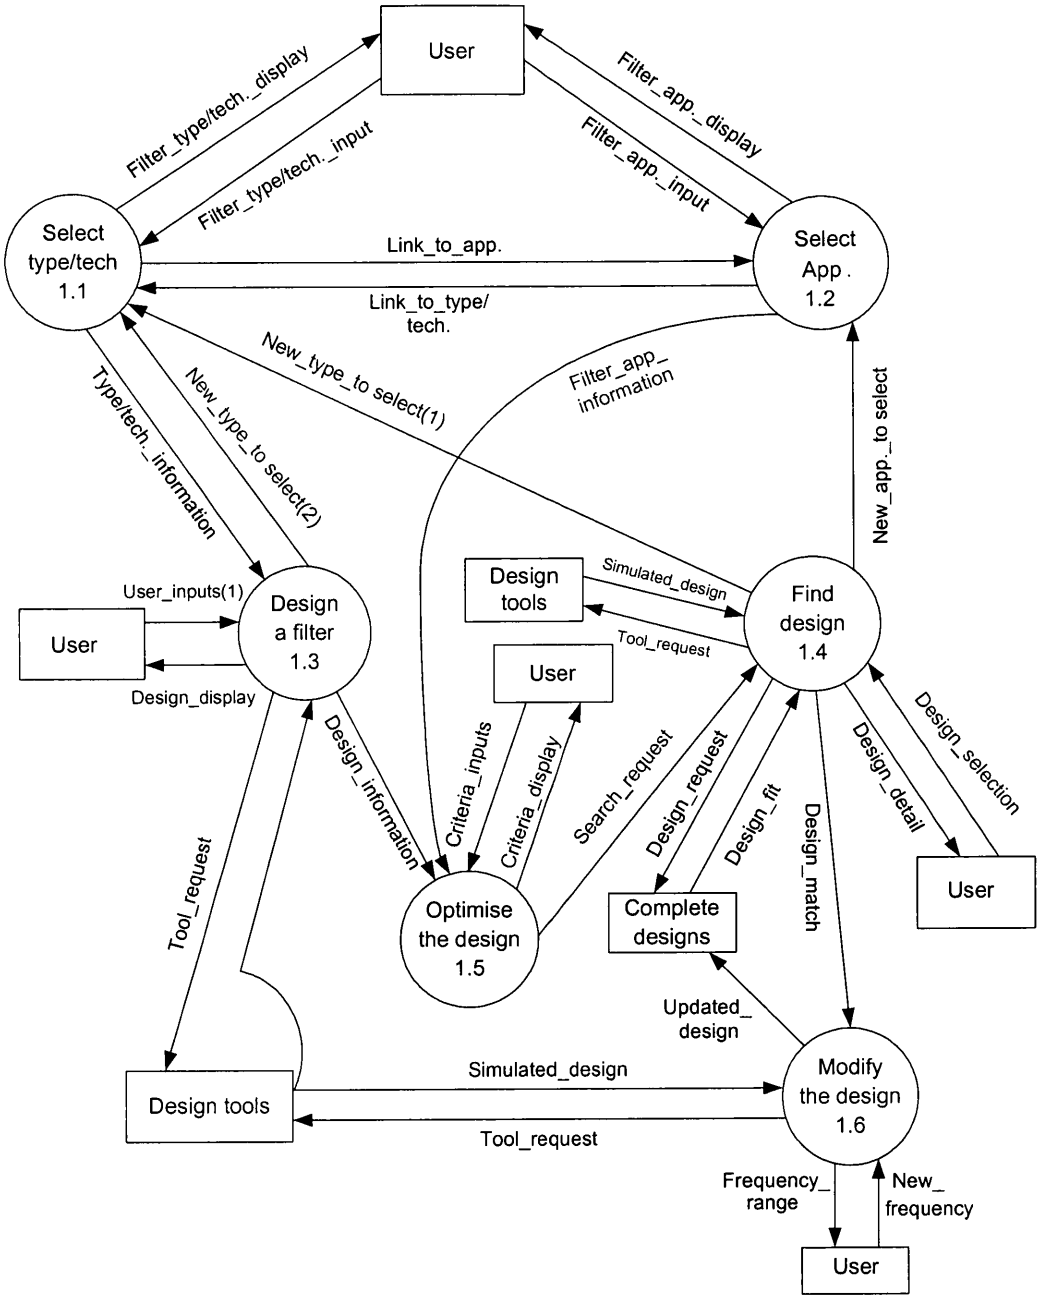 User
Filter_type/tech._display
Filter_app._display
Filter_type/tech._input
Filter_app._input
Select
type/tech
1.1
Link_to_app.
Select
App .
1.2
Link_to_type/
tech.
New_type_to select(1)
Filter_app_
information
Type/tech._information
New_type_to select(2)
New_app._to select
Design
tools
Simulated_design
Find
design
1.4
Tool_request
User_inputs(1)
User
Design
a filter
1.3
Design_display
User
Design_information
Criteria_inputs
Criteria_display
Search_request
Design_request
Design_fit
Design_match
Design_detail
Design_selection
User
Tool_request
Optimise
the design
1.5
Complete
designs
Updated_
design
Simulated_design
Design tools
Modify
the design
1.6
Tool_request
Frequency_
range
New_
frequency
User